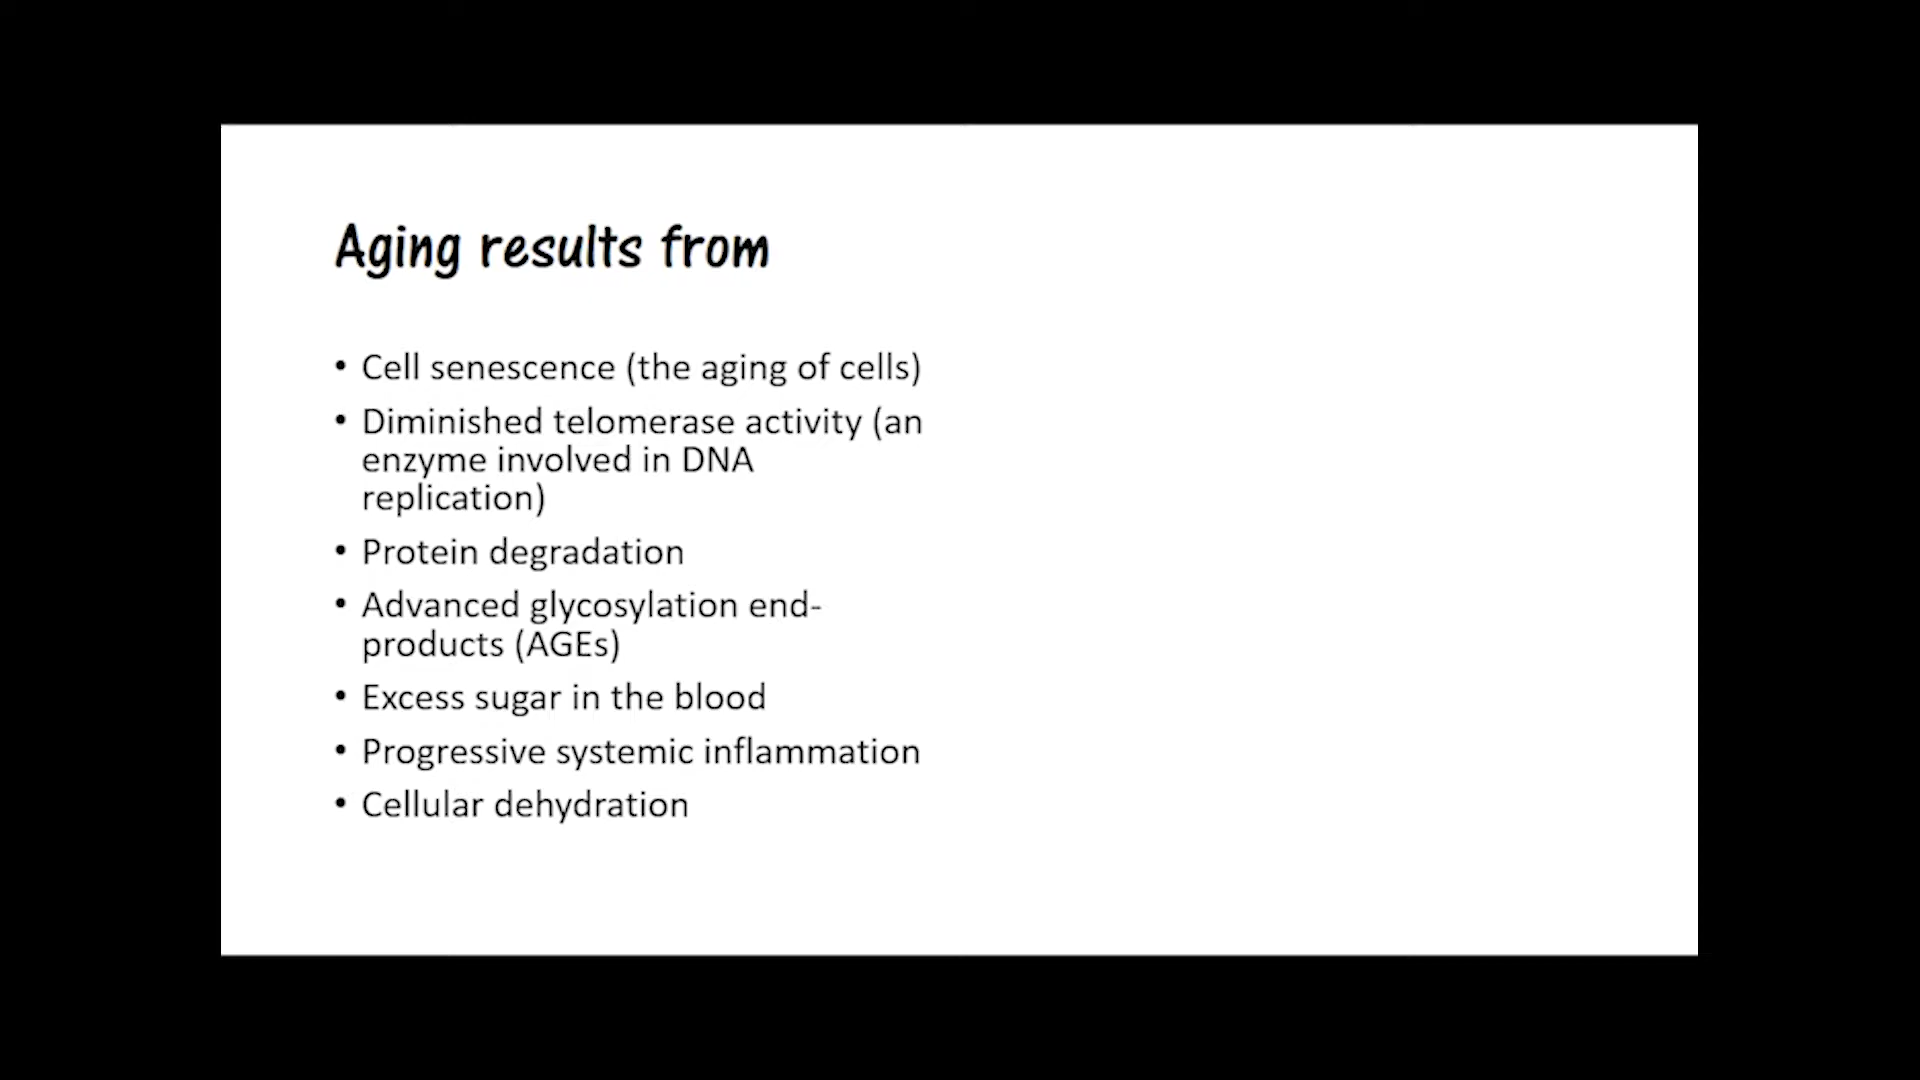 Aging results from
• Cell senescence (the aging of cells)
• Diminished telomerase activity (an
enzyme involved in DNA
replication)
• Protein degradation
• Advanced glycosylation end-
products (AGEs)
• Excess sugar in the blood
• Progressive systemic inflammation
• Cellular dehydration